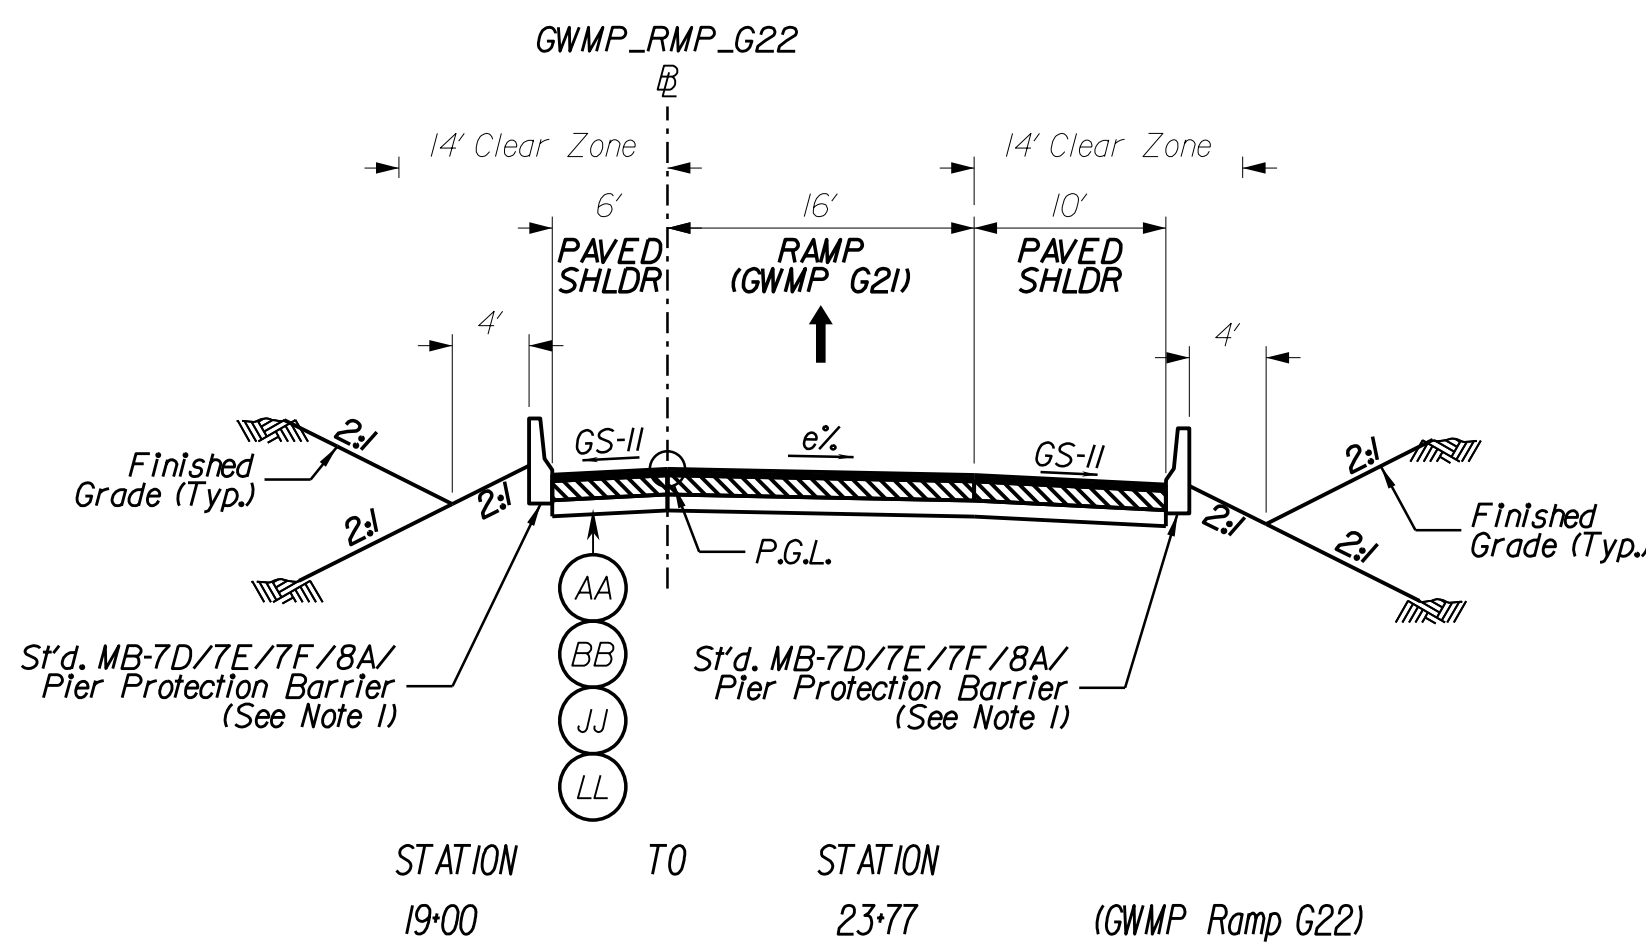 GWMP_RMP_G22
BL
14' Clear Zone
14' Clear Zone
6'
16'
10'
PAVED
SHLDR
RAMP
(GWMP G21)
PAVED
SHLDR
4'
4'
2:1
GS-11
e%
GS-11
2:1
Finished
Grade (Typ.)
2:1
2:1
2:1
2:1
Finished
Grade (Typ.)
P.G.L.
AA
BB
JJ
LL
St'd. MB-7D/7E/7F/8A/
Pier Protection Barrier
(See Note 1)
St'd. MB-7D/7E/7F/8A/
Pier Protection Barrier
(See Note 1)
STATION TO STATION
19+00 23+77 (GWMP Ramp G22)